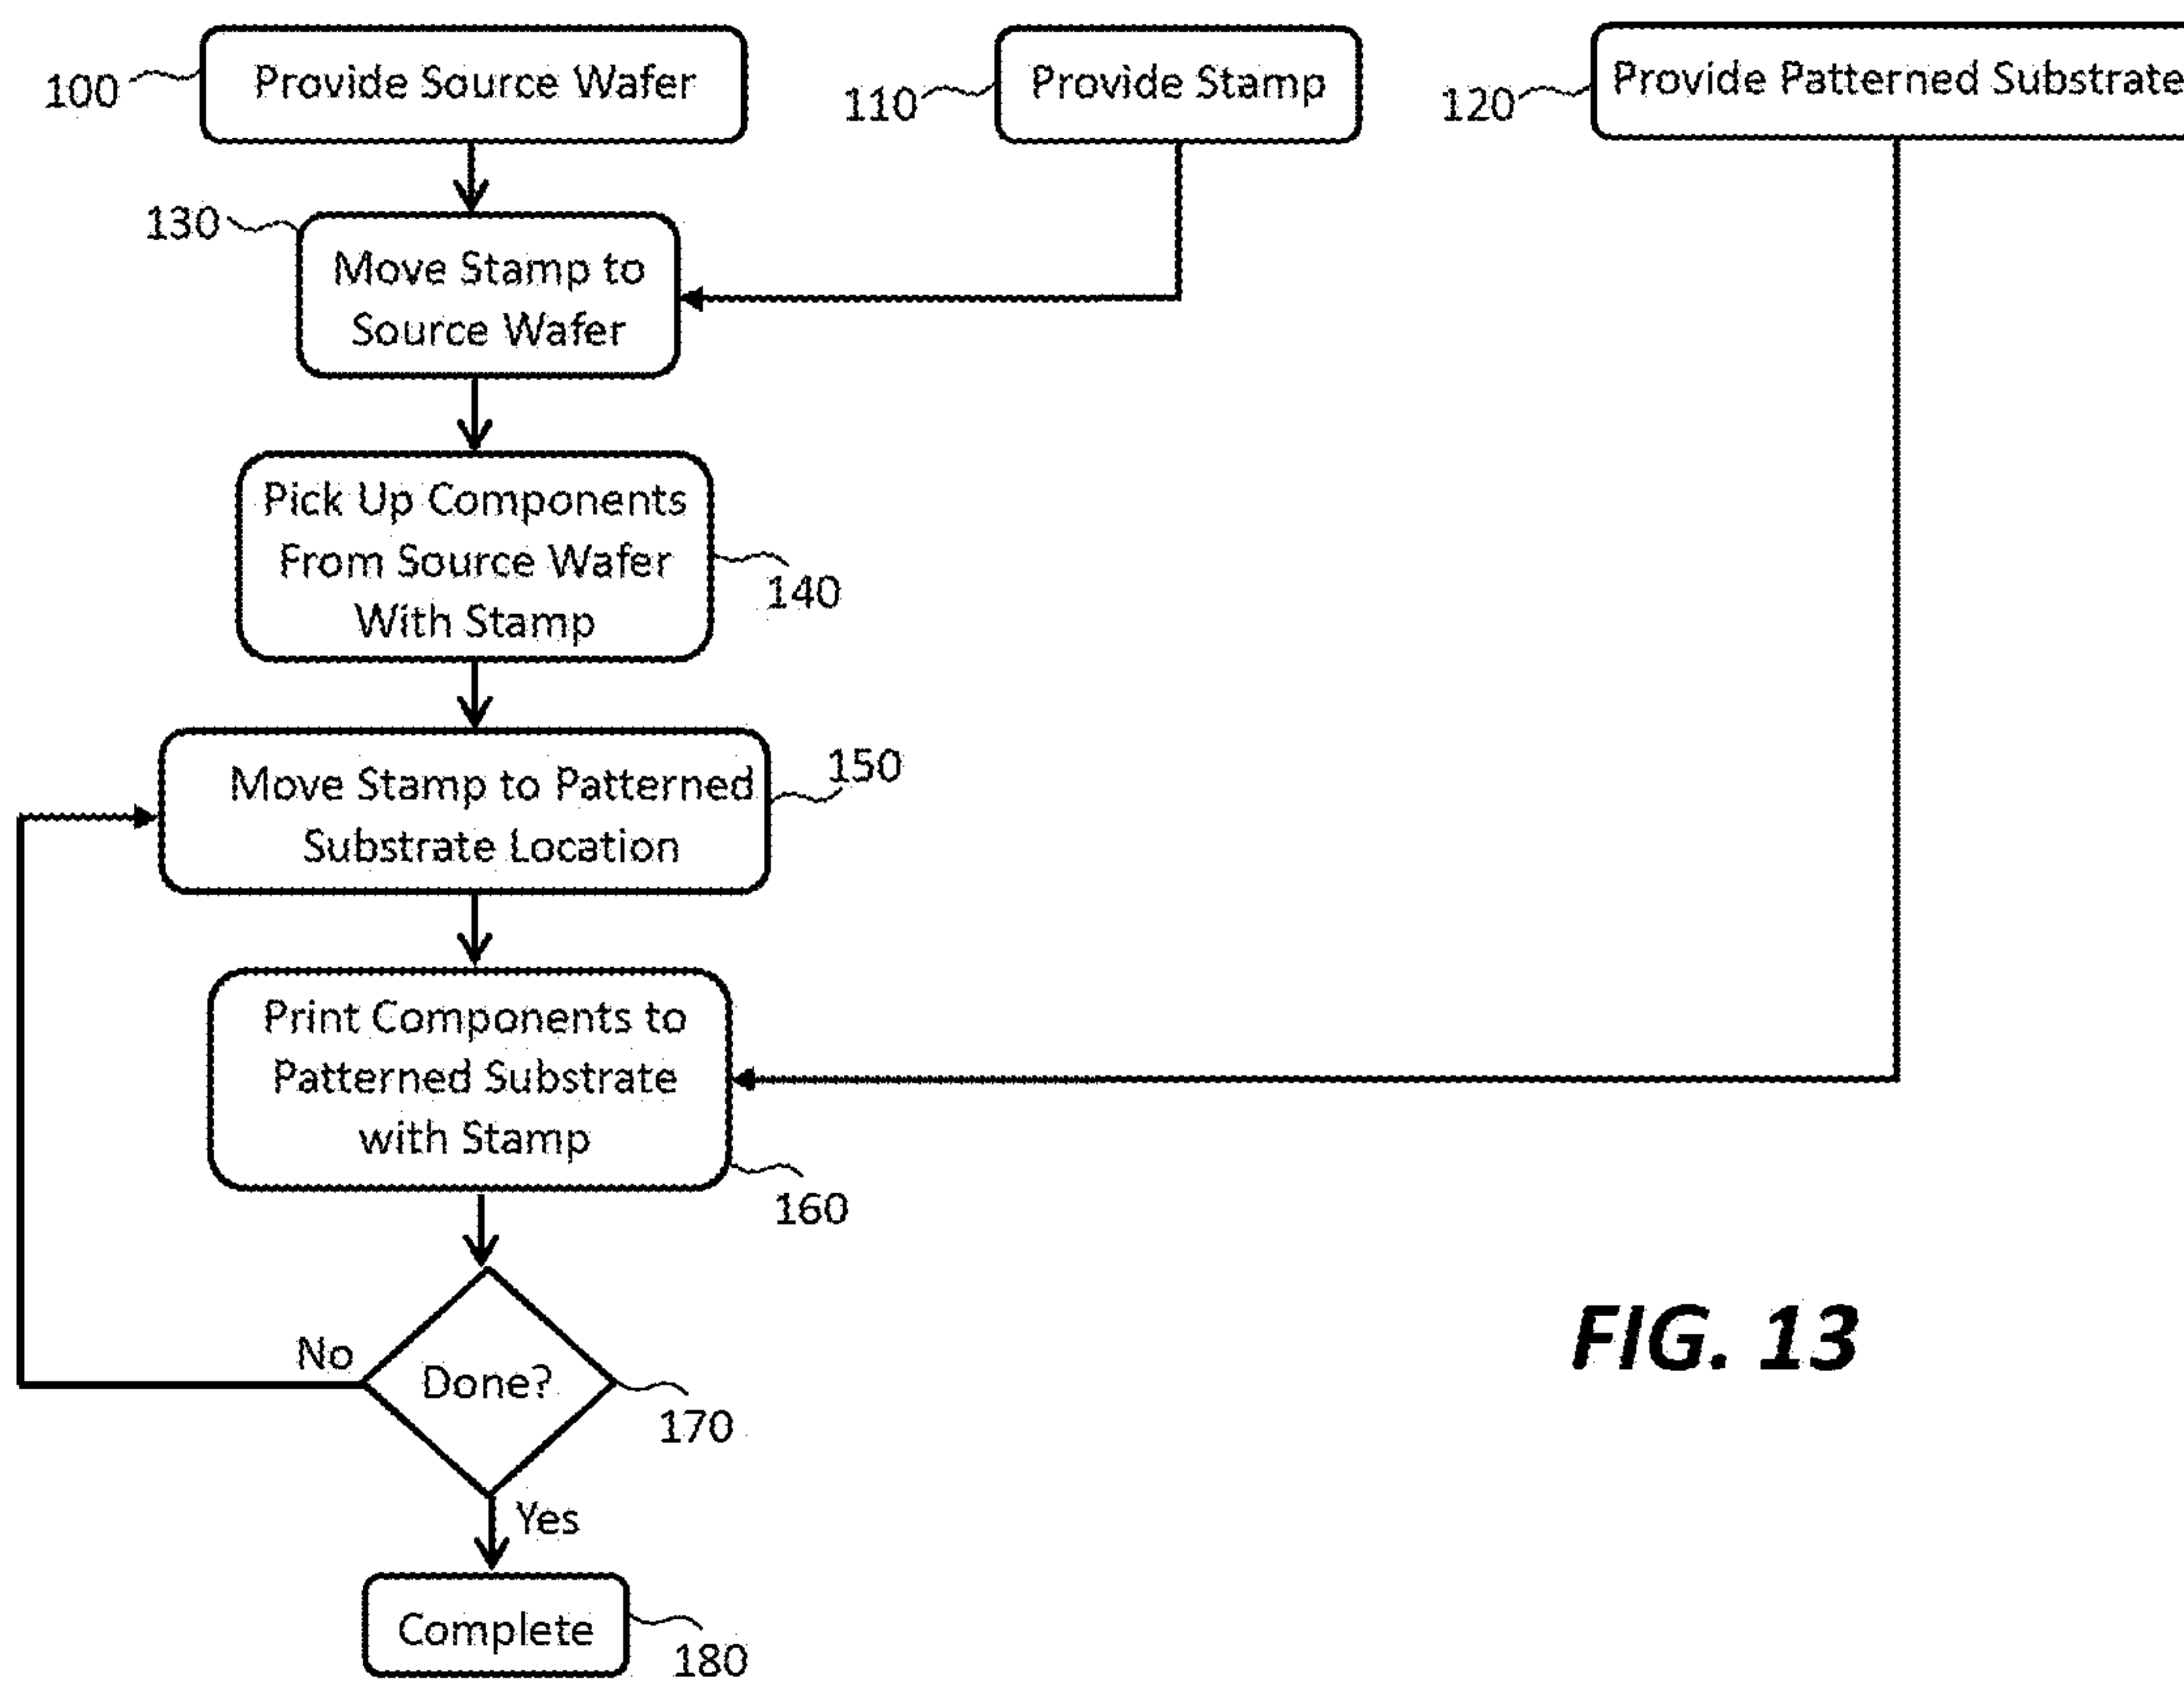 100
Provide Source Wafer
110
Provide Stamp
120
Provide Patterned Substrate
130
Move Stamp to
Source Wafer
Pick Up Components
From Source Wafer
With Stamp
140
Move Stamp to Patterned
Substrate Location
150
Print Components to
Patterned Substrate
with Stamp
160
No
Done?
170
Yes
Complete
180
FIG. 13